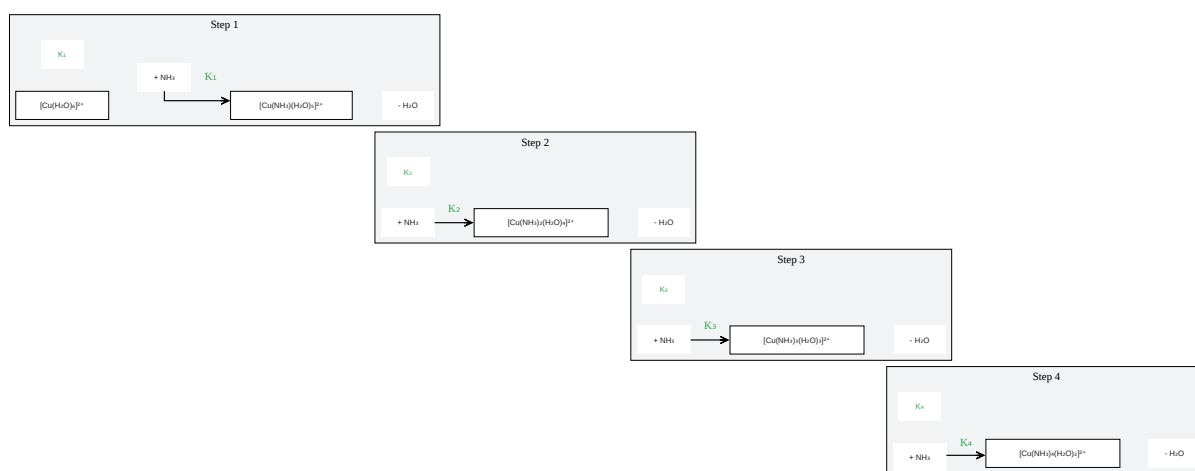 Step 1
K₁
+ NH₃
K₁
[Cu(H₂O)₆]²⁺
[Cu(NH₃)(H₂O)₅]²⁺
- H₂O
Step 2
K₂
+ NH₃
K₂
[Cu(NH₃)₂(H₂O)₄]²⁺
- H₂O
Step 3
K₃
+ NH₃
K₃
[Cu(NH₃)₃(H₂O)₃]²⁺
- H₂O
Step 4
K₄
+ NH₃
K₄
[Cu(NH₃)₄(H₂O)₂]²⁺
- H₂O